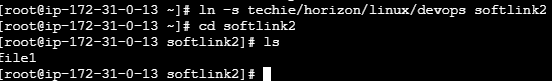 [root@ip-172-31-0-13 ~]# ln -s techie/horizon/linux/devops softlink2
[root@ip-172-31-0-13 ~]# cd softlink2
[root@ip-172-31-0-13 softlink2]# ls
file1
[root@ip-172-31-0-13 softlink2]#